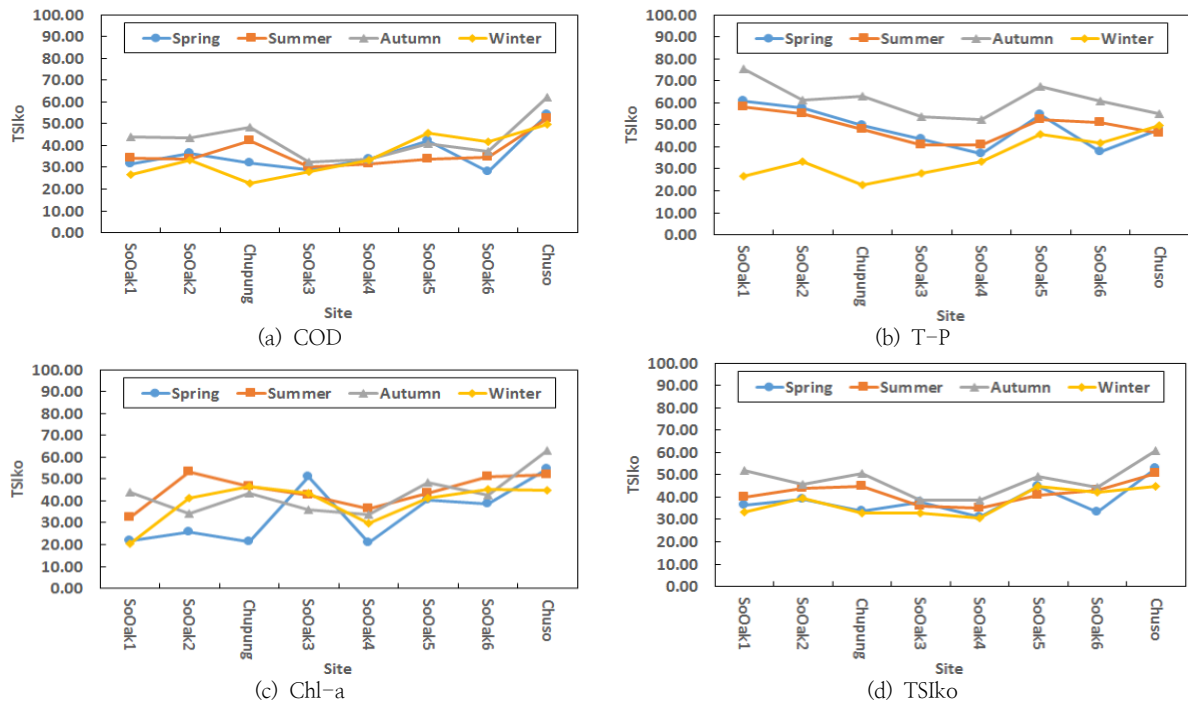 100.00
90.00
80.00
70.00
60.00
50.00
40.00
30.00
20.00
10.00
0.00
TSIko
Spring Summer Autumn Winter
SoOak1 SoOak2 Chupung SoOak3 SoOak4 SoOak5 SoOak6 Chuso
Site
(a) COD
100.00
90.00
80.00
70.00
60.00
50.00
40.00
30.00
20.00
10.00
0.00
TSIko
Spring Summer Autumn Winter
SoOak1 SoOak2 Chupung SoOak3 SoOak4 SoOak5 SoOak6 Chuso
Site
(b) T-P
100.00
90.00
80.00
70.00
60.00
50.00
40.00
30.00
20.00
10.00
0.00
TSIko
Spring Summer Autumn Winter
SoOak1 SoOak2 Chupung SoOak3 SoOak4 SoOak5 SoOak6 Chuso
Site
(c) Chl-a
100.00
90.00
80.00
70.00
60.00
50.00
40.00
30.00
20.00
10.00
0.00
TSIko
Spring Summer Autumn Winter
SoOak1 SoOak2 Chupung SoOak3 SoOak4 SoOak5 SoOak6 Chuso
Site
(d) TSIko